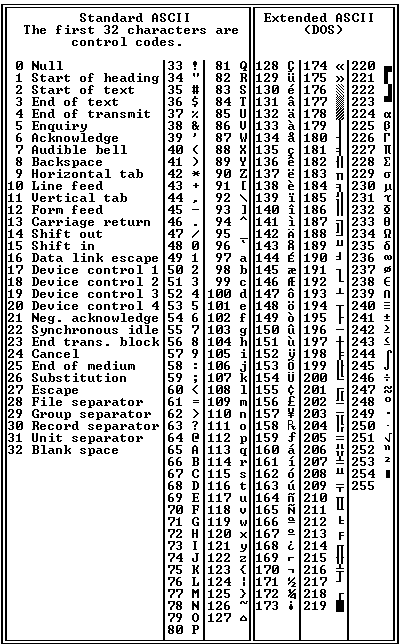 Standard ASCII
The first 32 characters are
control codes.
Extended ASCII
(DOS)
0 Null 33 ! 81 Q 128 Ç 174 « 220 ▄
1 Start of heading 34 " 82 R 129 ü 175 » 221 ▌
2 Start of text 35 # 83 S 130 é 176 ░ 222 ▐
3 End of text 36 $ 84 T 131 â 177 ▒ 223 ▀
4 End of transmit 37 % 85 U 132 ä 178 ▓ 224 α
5 Enquiry 38 & 86 V 133 à 179 │ 225 β
6 Acknowledge 39 ' 87 W 134 å 180 ┤ 226 Γ
7 Audible bell 40 ( 88 X 135 ç 181 ╡ 227 π
8 Backspace 41 ) 89 Y 136 ê 182 ╢ 228 Σ
9 Horizontal tab 42 * 90 Z 137 ë 183 ╖ 229 σ
10 Line feed 43 + 91 [ 138 è 184 ╕ 230 µ
11 Vertical tab 44 , 92 \ 139 ï 185 ╣ 231 τ
12 Form feed 45 - 93 ] 140 î 186 ║ 232 Φ
13 Carriage return 46 . 94 ^ 141 ì 187 ╗ 233 Θ
14 Shift out 47 / 95 _ 142 Ä 188 ╝ 234 Ω
15 Shift in 48 0 96 ` 143 Å 189 ╜ 235 δ
16 Data link escape 49 1 97 a 144 É 190 ╛ 236 ∞
17 Device control 1 50 2 98 b 145 æ 191 ┐ 237 ø
18 Device control 2 51 3 99 c 146 Æ 192 └ 238 ∈
19 Device control 3 52 4 100 d 147 ô 193 ┴ 239 ∩
20 Device control 4 53 5 101 e 148 ö 194 ┬ 240 ≡
21 Neg. acknowledge 54 6 102 f 149 ò 195 ├ 241 ±
22 Synchronous idle 55 7 103 g 150 û 196 ─ 242 ≥
23 End trans. block 56 8 104 h 151 ù 197 ┼ 243 ≤
24 Cancel 57 9 105 i 152 ÿ 198 ╞ 244 ⌠
25 End of medium 58 : 106 j 153 Ö 199 ╟ 245 ⌡
26 Substitution 59 ; 107 k 154 Ü 200 ╚ 246 ÷
27 Escape 60 < 108 l 155 ¢ 201 ╔ 247 ≈
28 File separator 61 = 109 m 156 £ 202 ╩ 248 °
29 Group separator 62 > 110 n 157 ¥ 203 ╦ 249 ∙
30 Record separator 63 ? 111 o 158 ₧ 204 ╠ 250 ·
31 Unit separator 64 @ 112 p 159 ƒ 205 ═ 251 √
32 Blank space 65 A 113 q 160 á 206 ╬ 252 ⁿ
66 B 114 r 161 í 207 ╧ 253 ²
67 C 115 s 162 ó 208 ╨ 254 ■
68 D 116 t 163 ú 209 ╤ 255
69 E 117 u 164 ñ 210 ╥
70 F 118 v 165 Ñ 211 ╙
71 G 119 w 166 ª 212 ╘
72 H 120 x 167 º 213 ╒
73 I 121 y 168 ¿ 214 ╓
74 J 122 z 169 ⌐ 215 ╫
75 K 123 { 170 ¬ 216 ╪
76 L 124 ¦ 171 ½ 217 ┘
77 M 125 } 172 ¼ 218 ┌
78 N 126 ~ 173 ¡ 219 █
79 O 127 ⌂
80 P